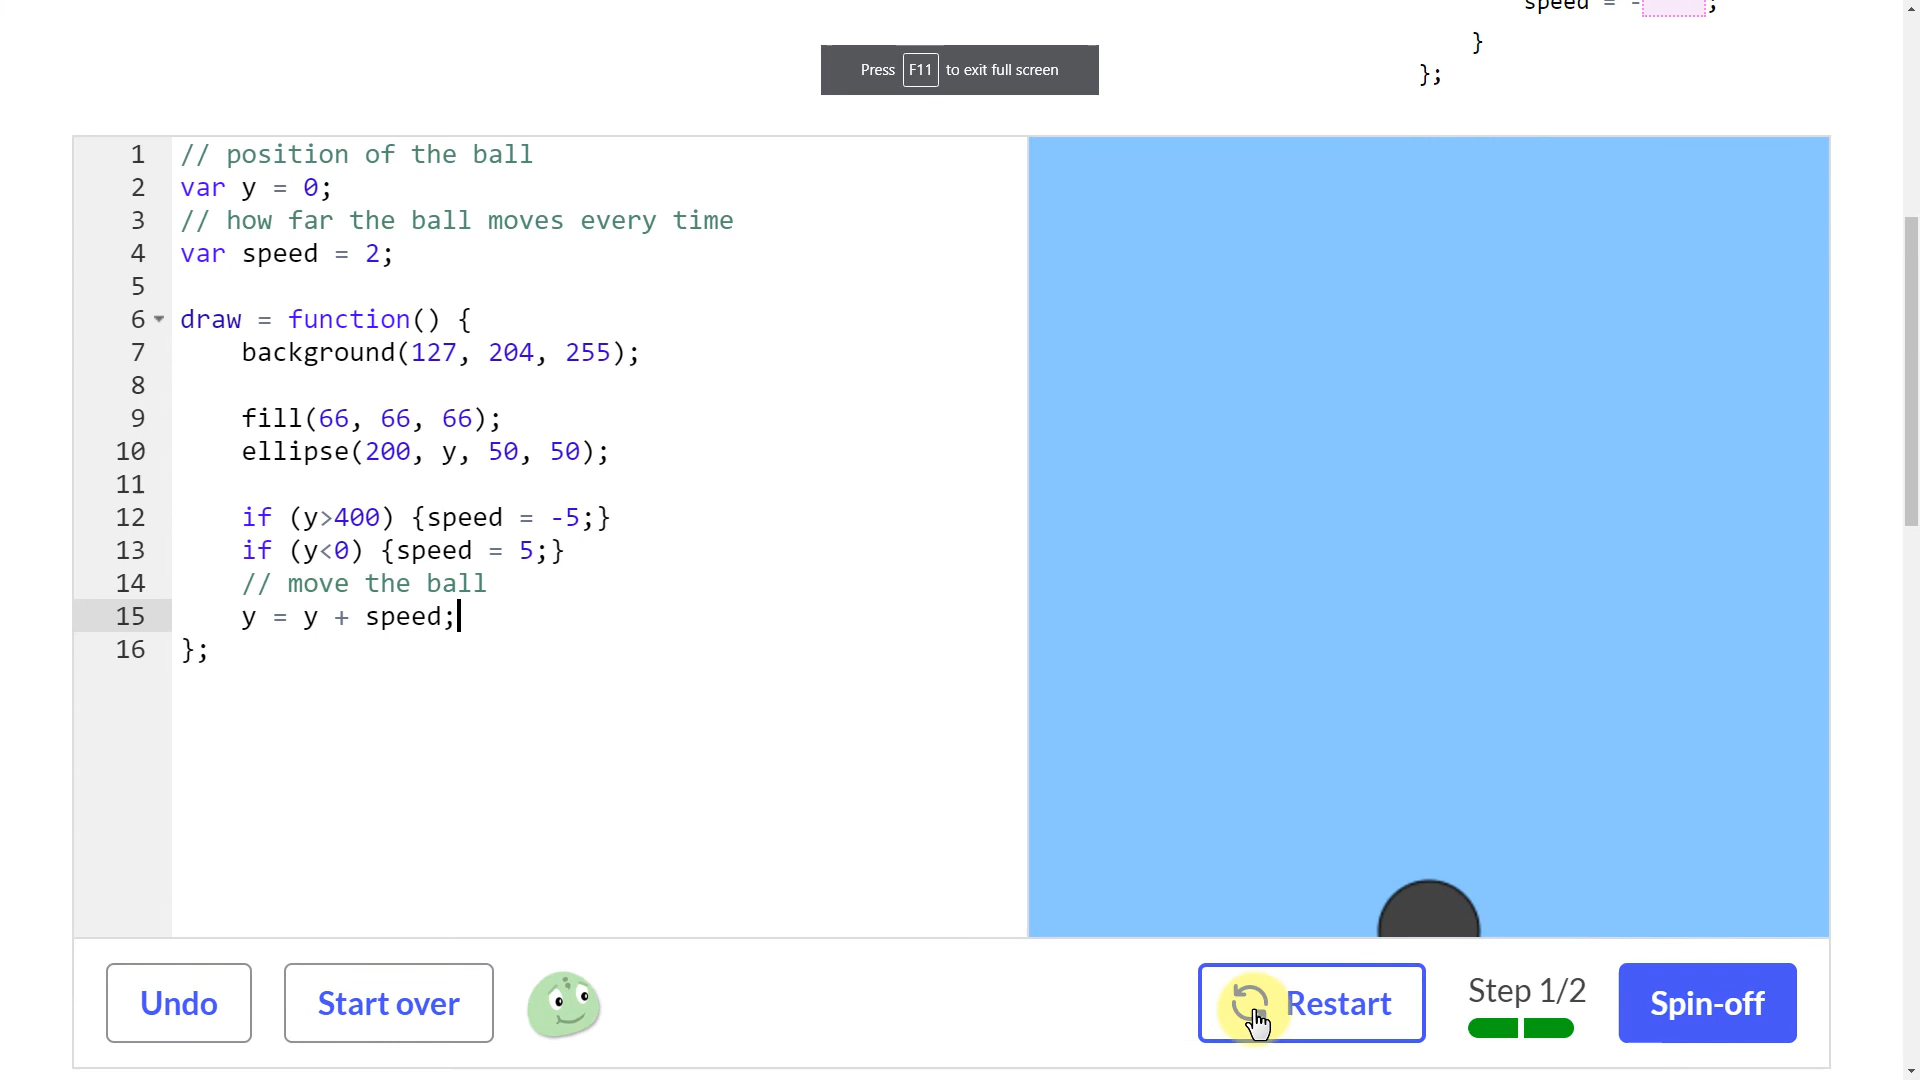 speed = -   ;
}
};
Press F11 to exit full screen
1 // position of the ball
2 var y = 0;
3 // how far the ball moves every time
4 var speed = 2;
5
6 draw = function() {
7 background(127, 204, 255);
8
9 fill(66, 66, 66);
10 ellipse(200, y, 50, 50);
11
12 if (y>400) {speed = -5;}
13 if (y<0) {speed = 5;}
14 // move the ball
15 y = y + speed;
16 };
Undo
Start over
Restart
Step 1/2
Spin-off